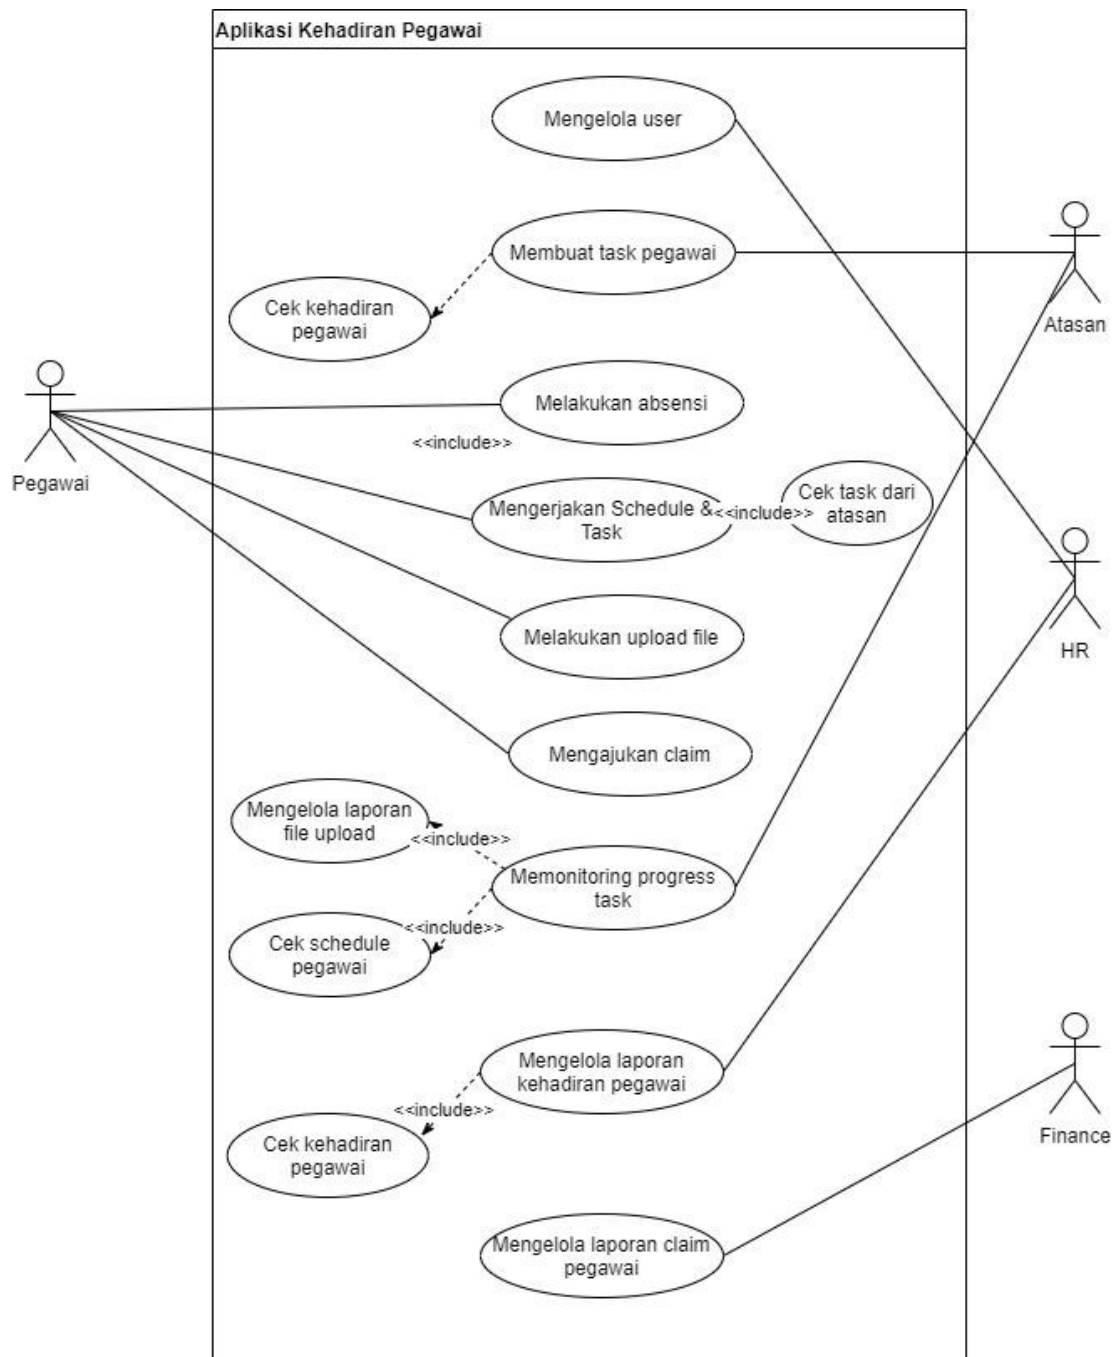 Aplikasi Kehadiran Pegawai
Mengelola user
Membuat task pegawai
Cek kehadiran
pegawai
Atasan
Melakukan absensi
<<include>>
Pegawai
Mengerjakan Schedule &
Task
<<include>>
Cek task dari
atasan
Melakukan upload file
HR
Mengajukan claim
Mengelola laporan
file upload
<<include>>
Memonitoring progress
task
<<include>>
Cek schedule
pegawai
Mengelola laporan
kehadiran pegawai
<<include>>
Cek kehadiran
pegawai
Finance
Mengelola laporan claim
pegawai